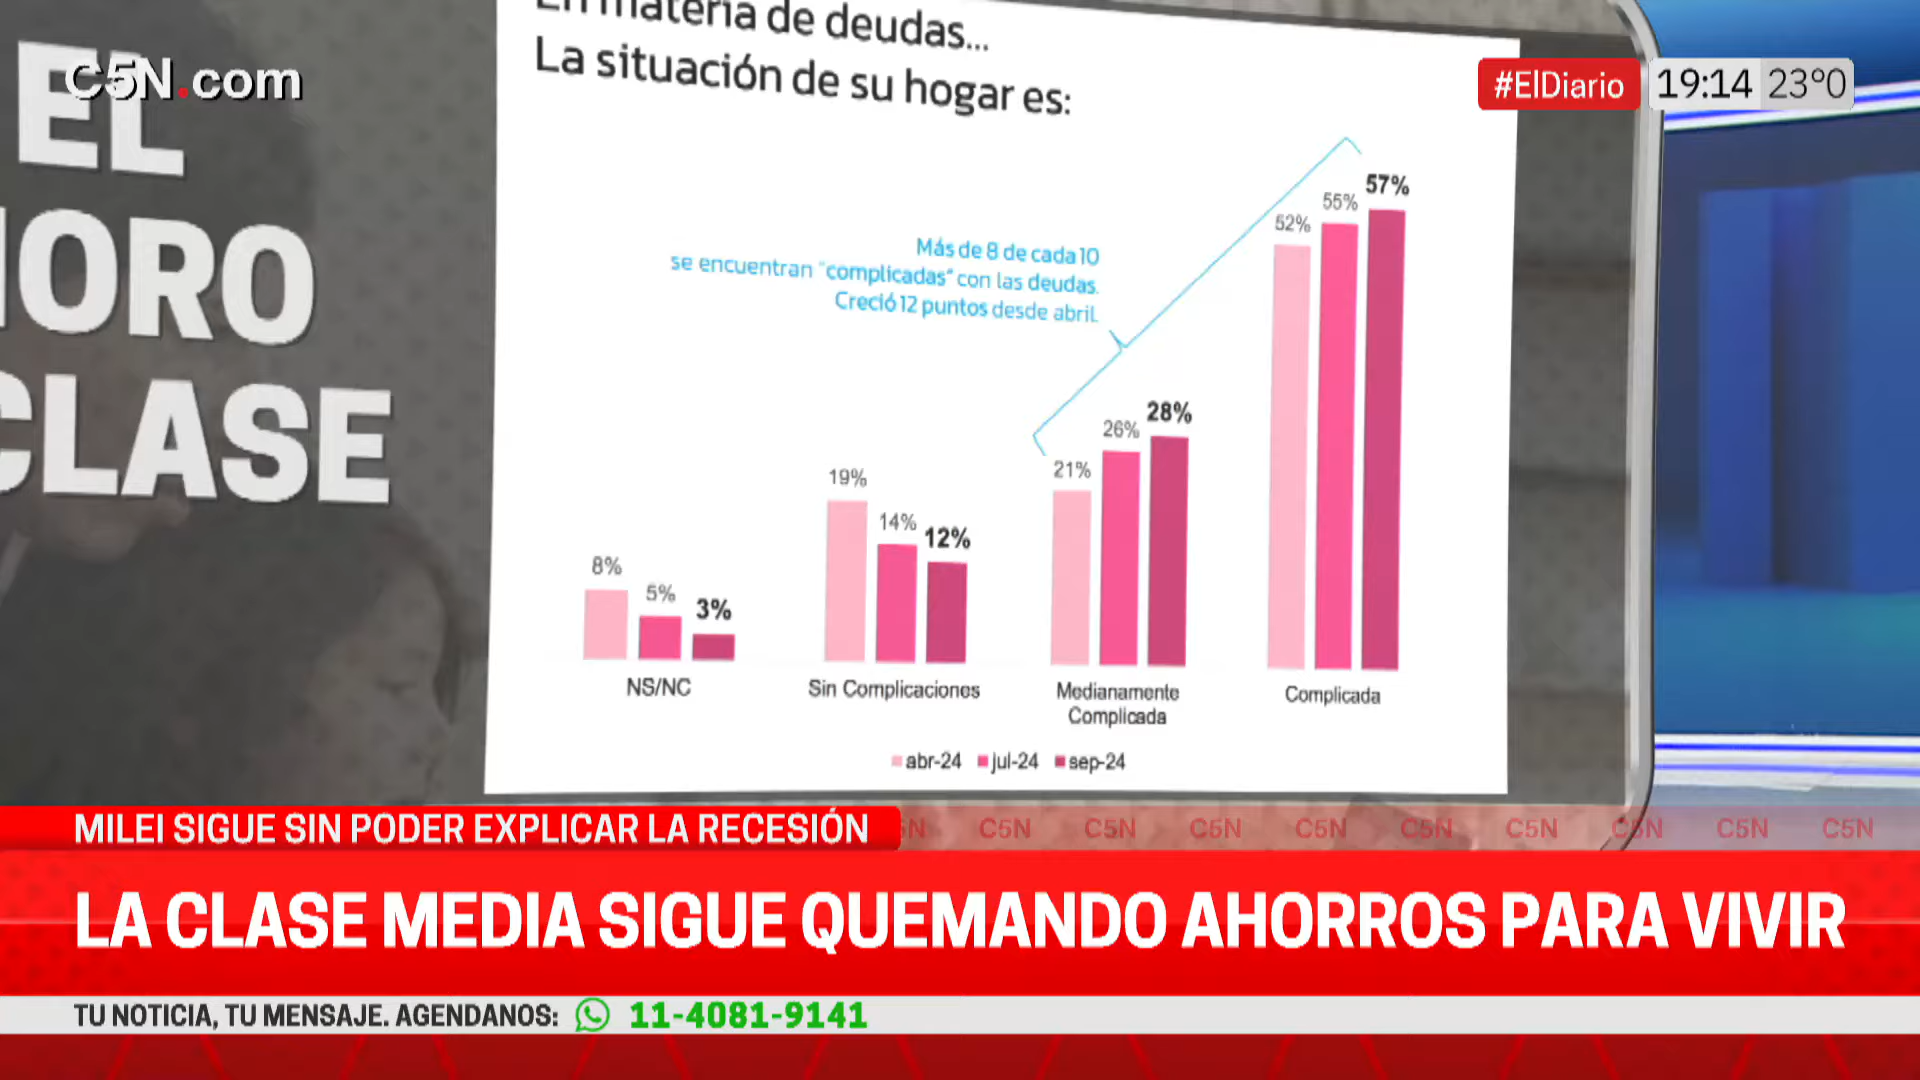 C5N.com
EL
CLASE
En materia de deudas...
La situación de su hogar es:
#ElDiario
19:14
23°0
Más de 8 de cada 10
se encuentran "complicadas" con las deudas.
Creció 12 puntos desde abril.
8%
5%
3%
NS/NC
19%
14%
12%
Sin Complicaciones
21%
26%
28%
Medianamente
Complicada
52%
55%
57%
Complicada
abr-24 jul-24 sep-24
MILEI SIGUE SIN PODER EXPLICAR LA RECESIÓN
C5N C5N C5N C5N C5N C5N C5N C5N C5N
LA CLASE MEDIA SIGUE QUEMANDO AHORROS PARA VIVIR
TU NOTICIA, TU MENSAJE. AGENDANOS: 11-4081-9141